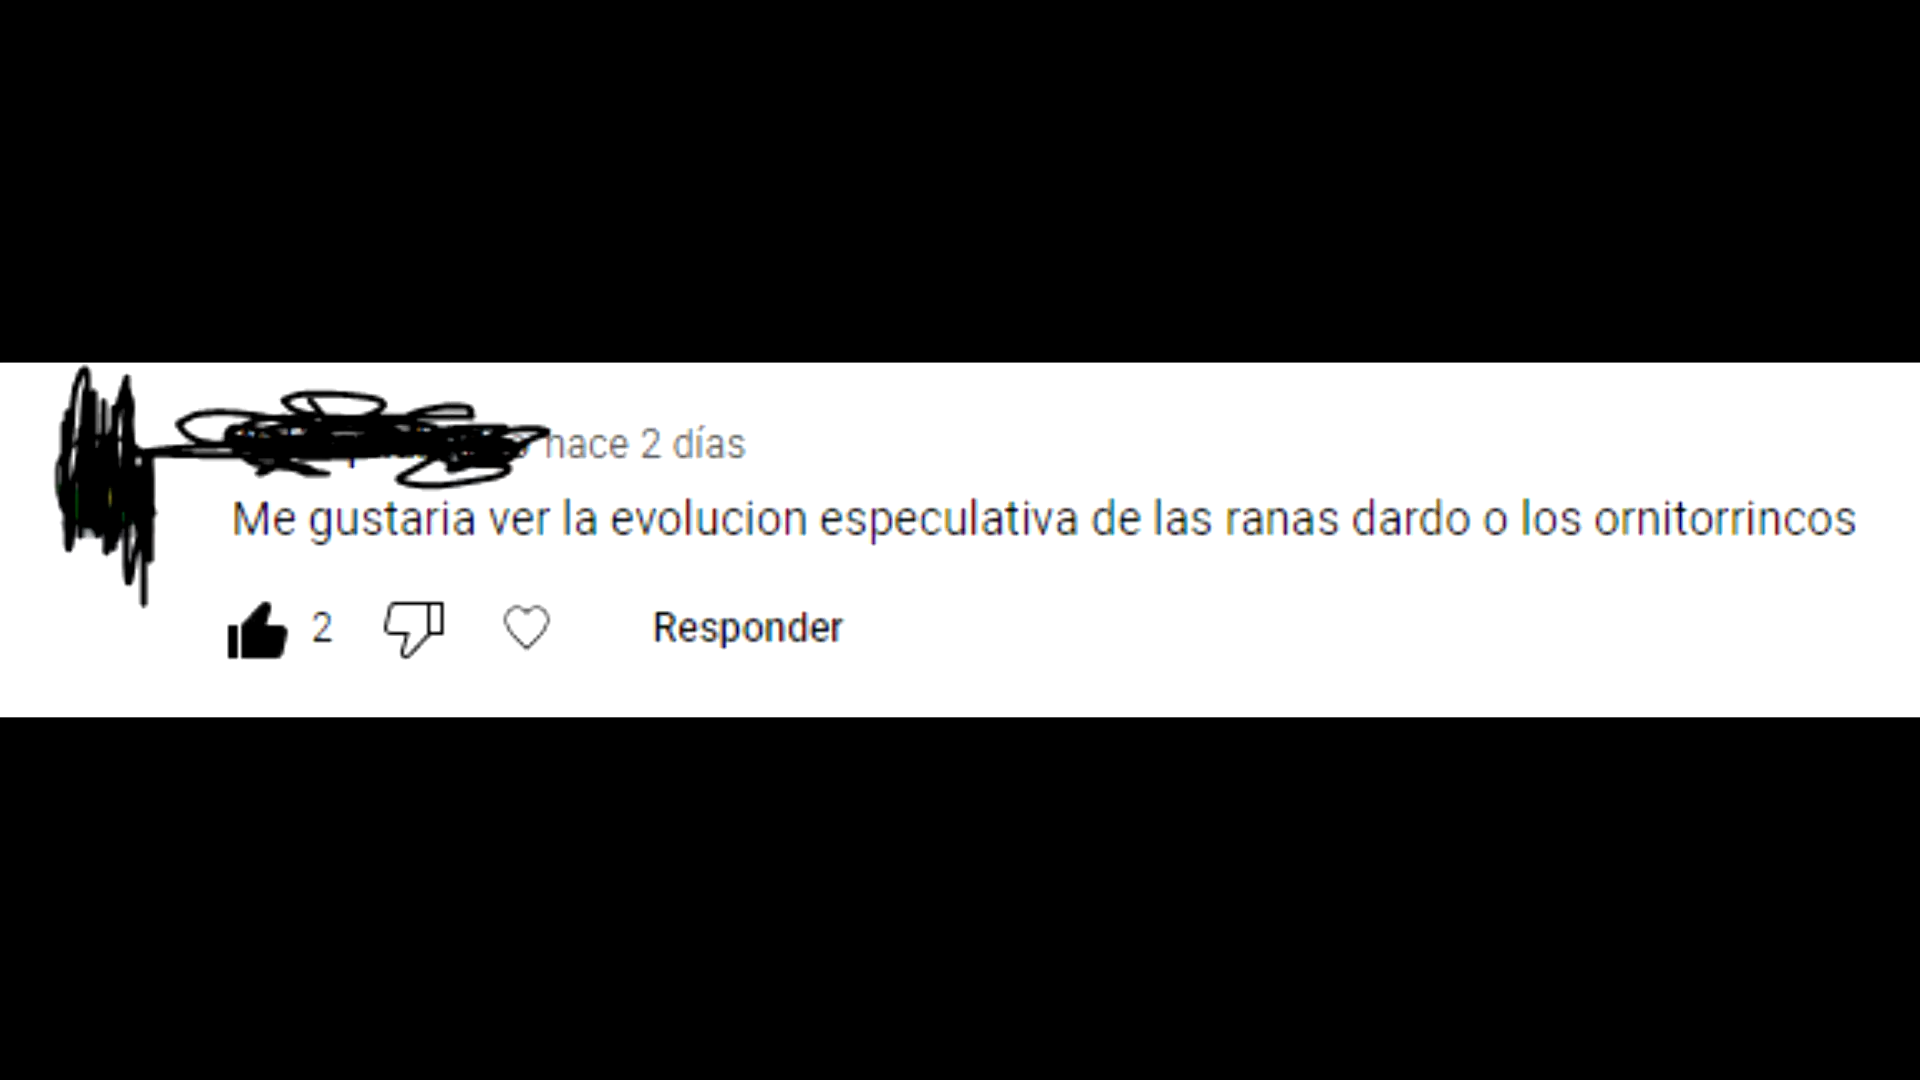 hace 2 días
Me gustaria ver la evolucion especulativa de las ranas dardo o los ornitorrincos
2 Responder